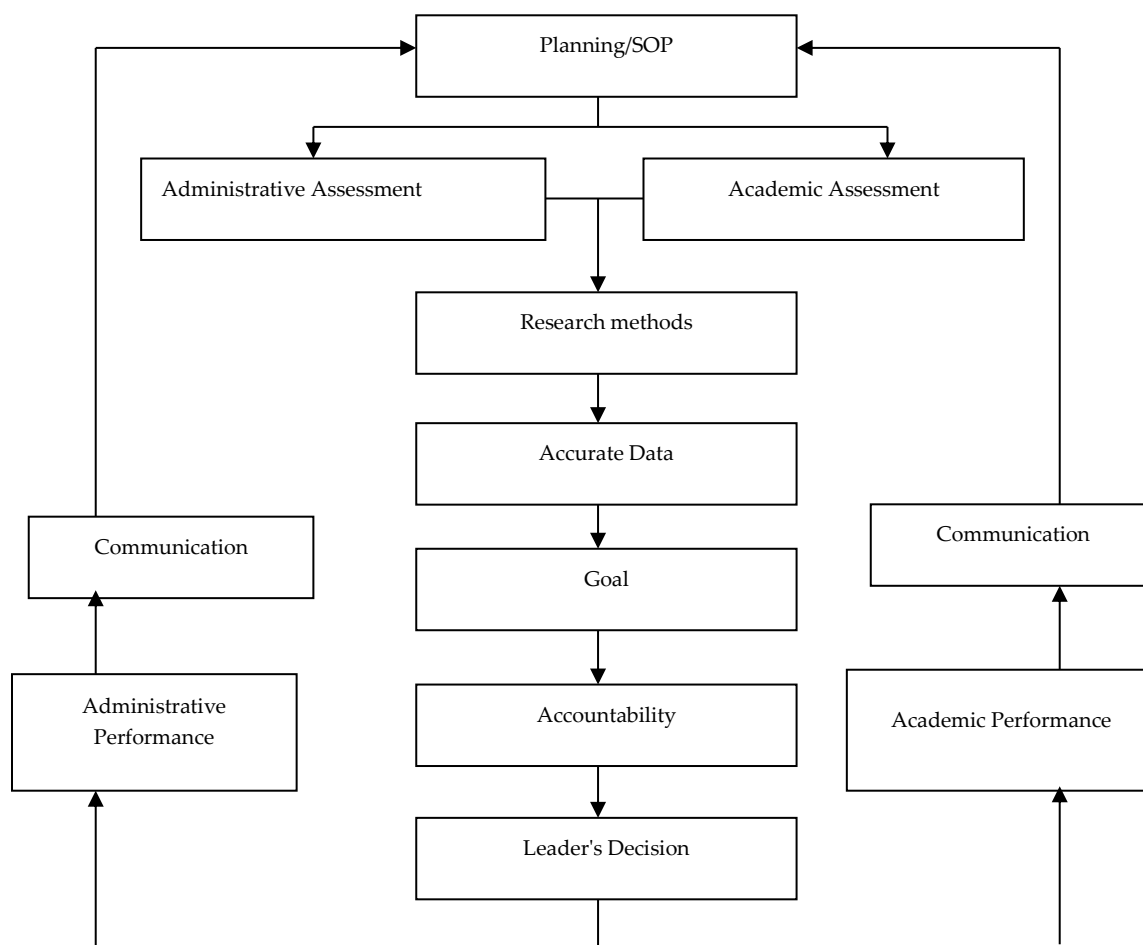 Planning/SOP
Administrative Assessment
Academic Assessment
Research methods
Accurate Data
Communication
Communication
Goal
Administrative
Performance
Accountability
Academic Performance
Leader's Decision